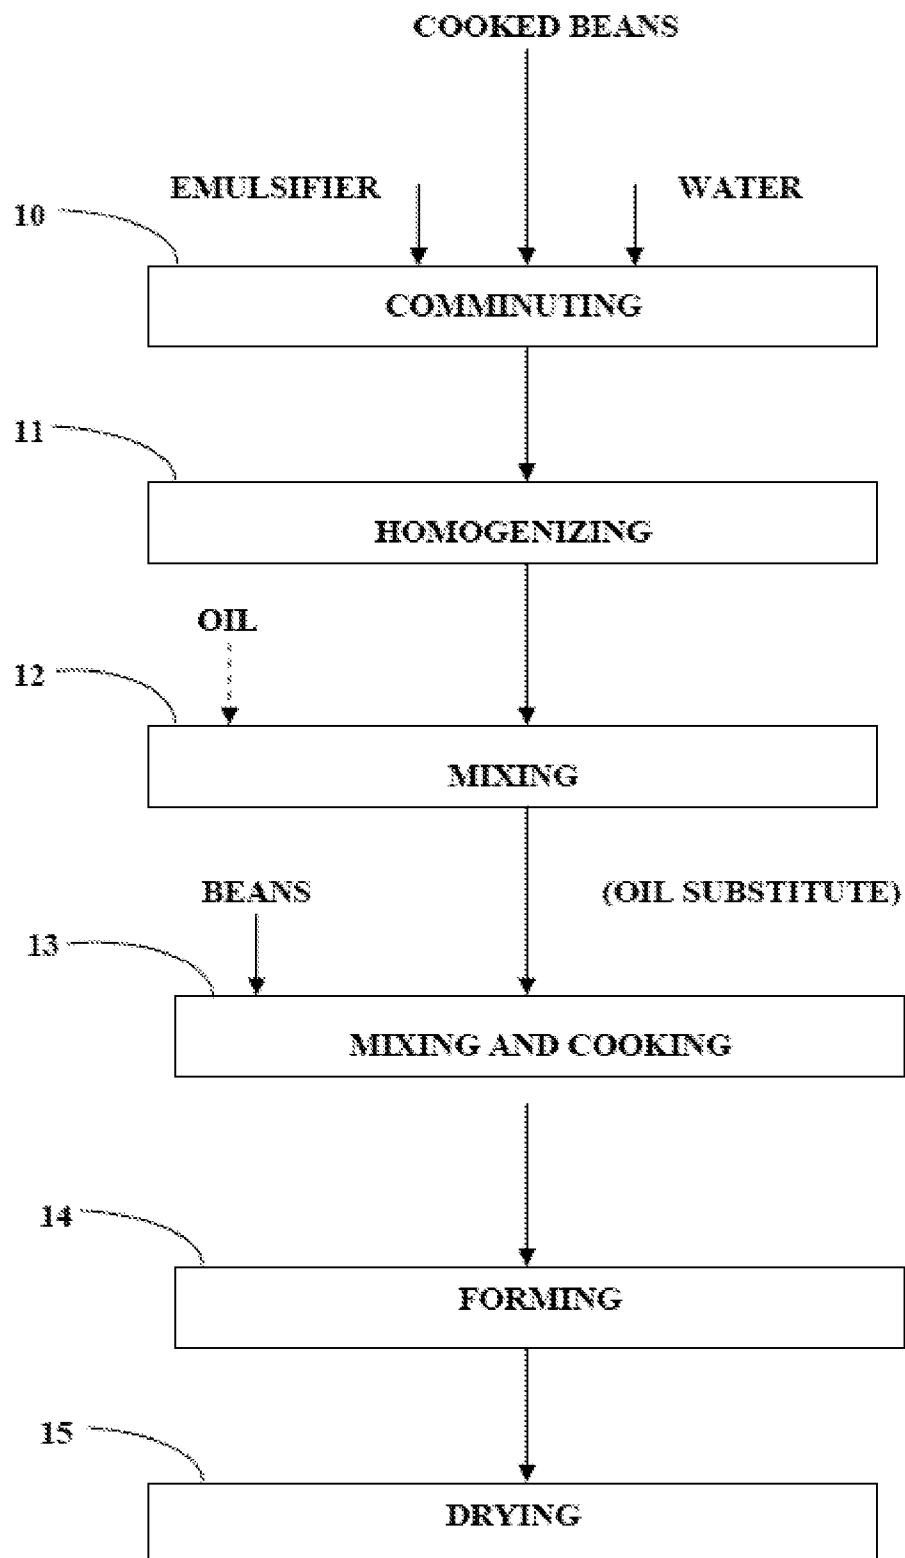 COOKED BEANS
EMULSIFIER
WATER
10
COMMINUTING
11
HOMOGENIZING
OIL
12
MIXING
BEANS
(OIL SUBSTITUTE)
13
MIXING AND COOKING
14
FORMING
15
DRYING